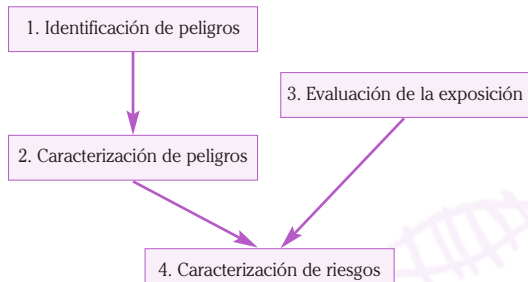 1. Identificación de peligros
3. Evaluación de la exposición
2. Caracterización de peligros
4. Caracterización de riesgos